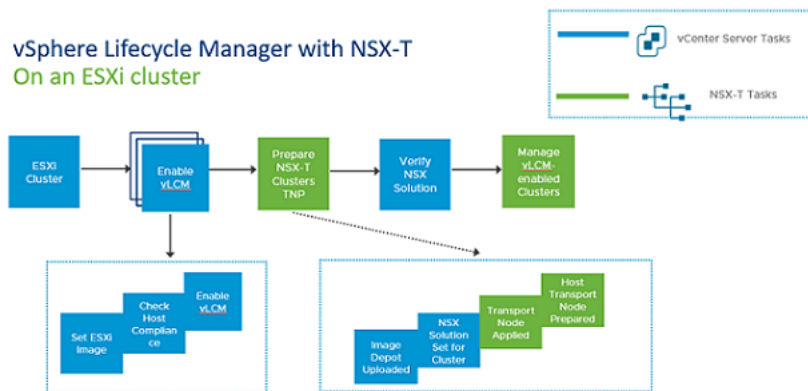 vSphere Lifecycle Manager with NSX-T
On an ESXi cluster
vCenter Server Tasks
NSX-T Tasks
ESXi
Cluster
Enable
vLCM
Prepare
NSX-T
Clusters
TNP
Verify
NSX
Solution
Manage
vLCM-
enabled
Clusters
Set ESXi
Image
Check
Host
Complian
ce
Enable
vLCM
Image
Depot
Uploaded
NSX
Solution
Set for
Cluster
Transport
Node
Applied
Host
Transport
Node
Prepared